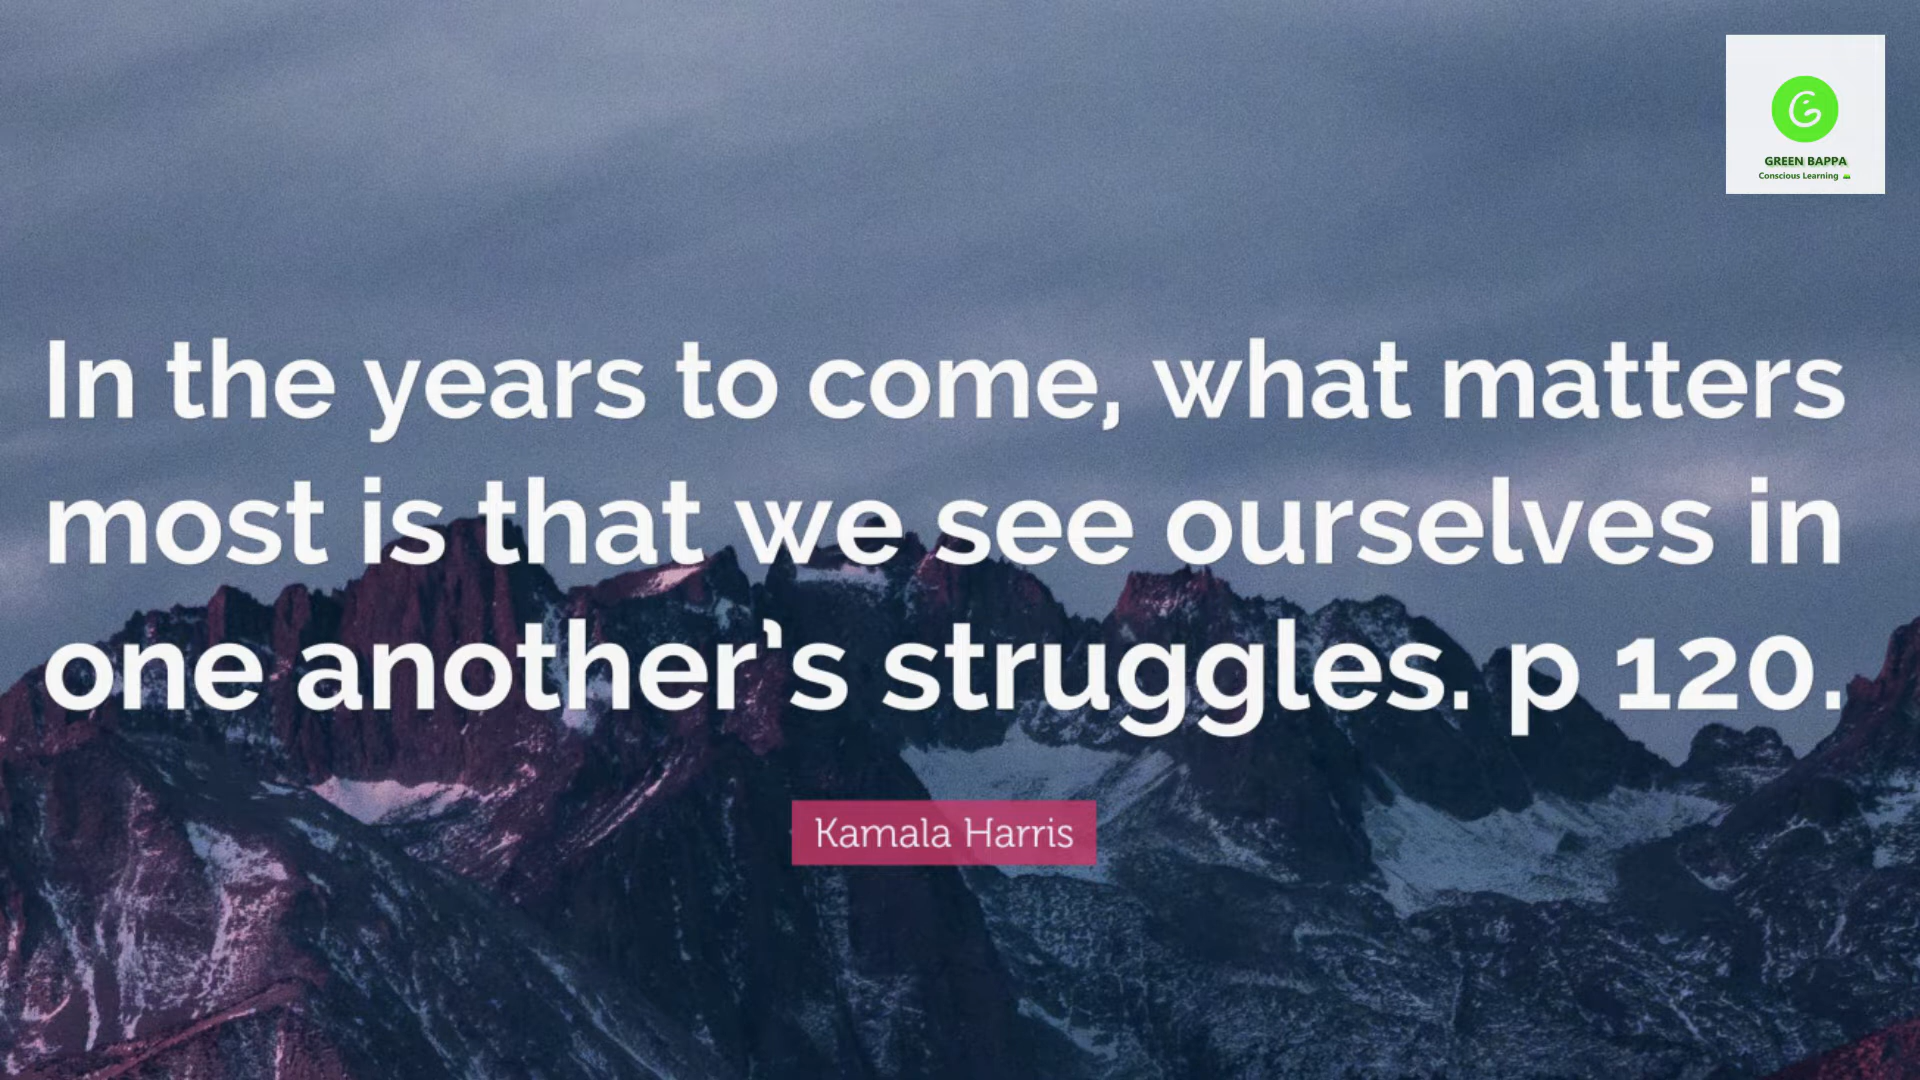 GREEN BAPPA
Conscious Learning
In the years to come, what matters
most is that we see ourselves in
one another’s struggles. p 120.
Kamala Harris